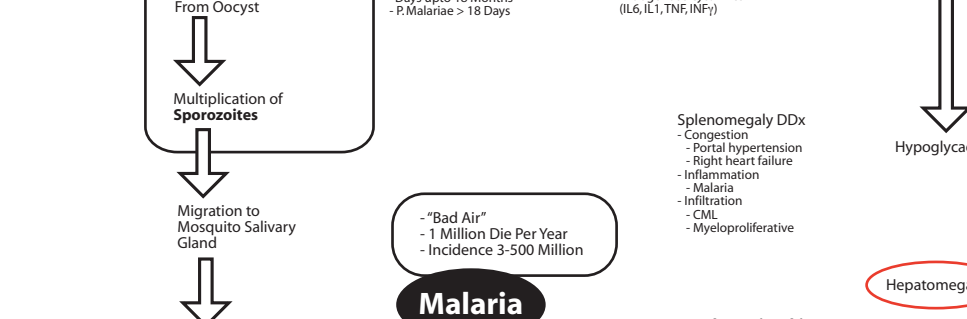 From Oocyst
- P. Malariae > 18 Days
(IL6, IL1, TNF, INFγ)
Multiplication of
Sporozoites
Migration to
Mosquito Salivary
Gland
- "Bad Air"
- 1 Million Die Per Year
- Incidence 3-500 Million
Malaria
Splenomegaly DDx
- Congestion
- Portal hypertension
- Right heart failure
- Inflammation
- Malaria
- Infiltration
- CML
- Myeloproliferative